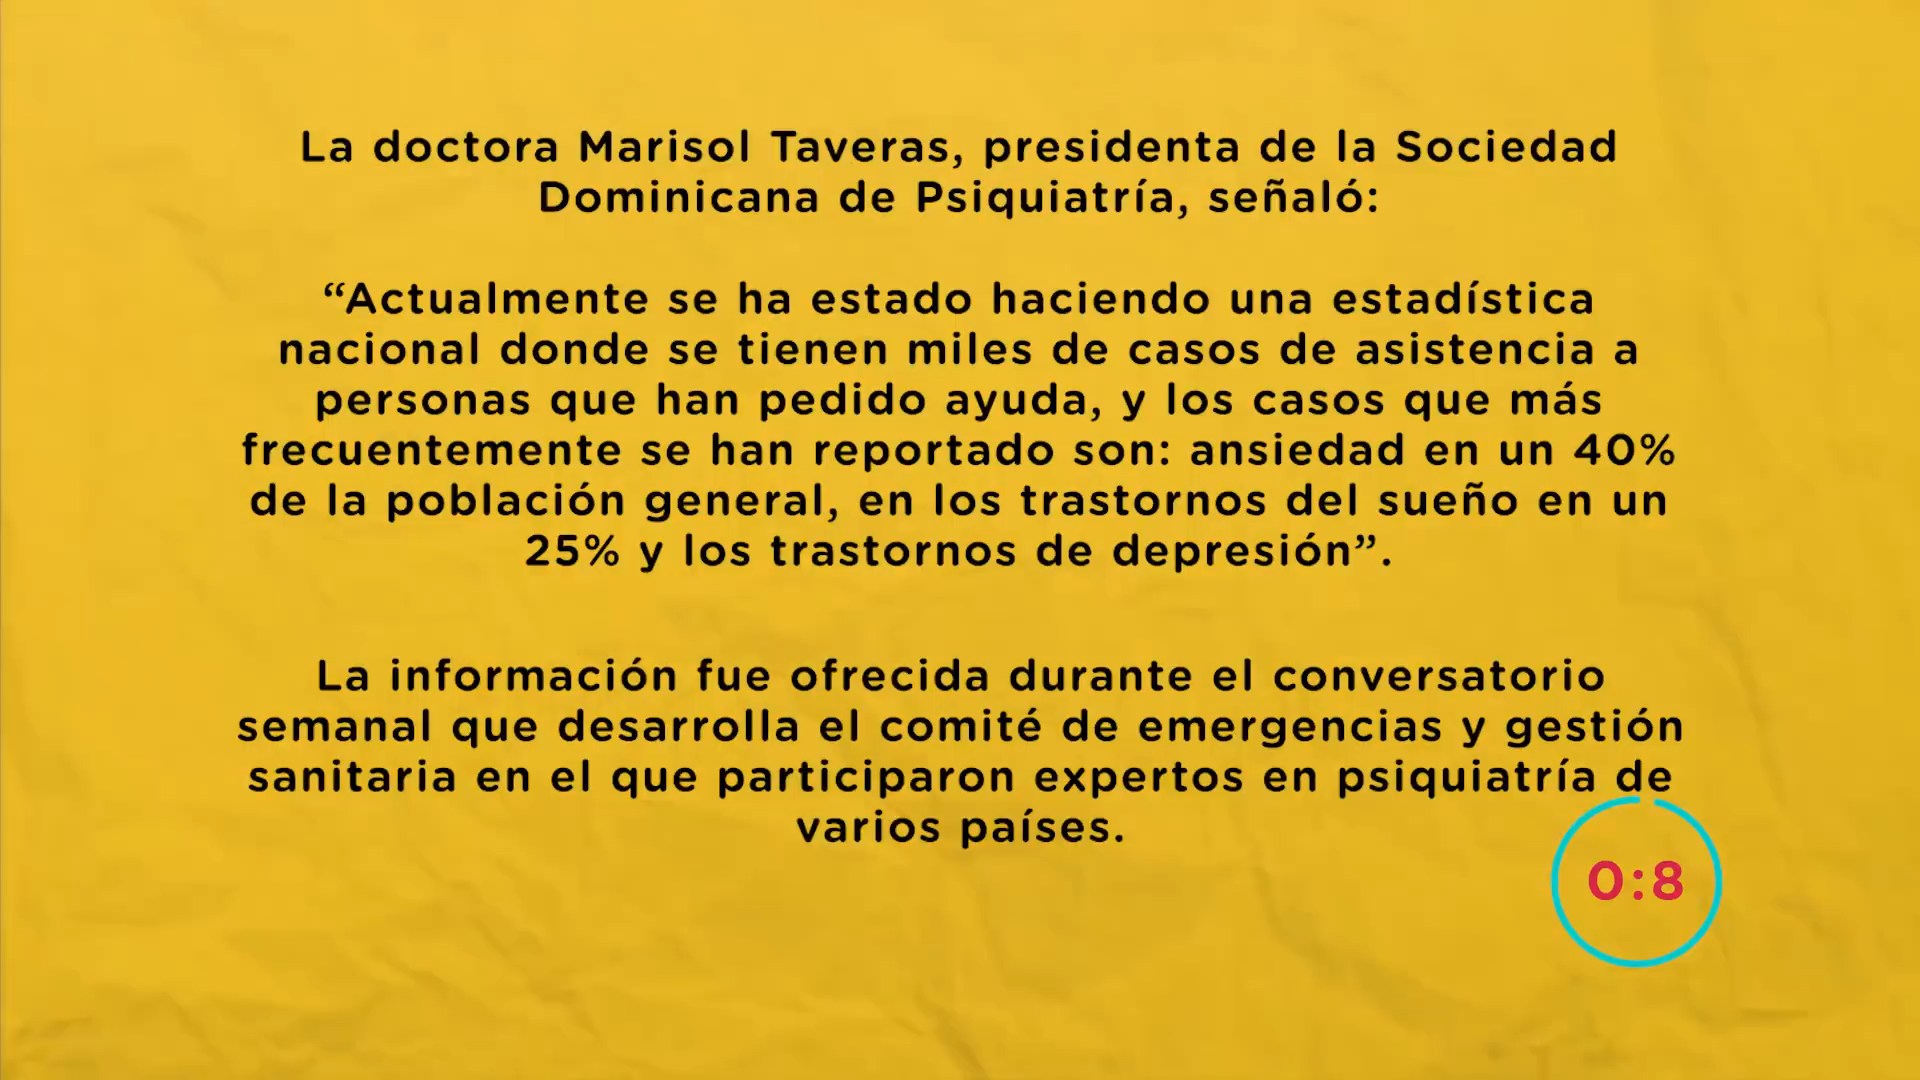 La doctora Marisol Taveras, presidenta de la Sociedad
Dominicana de Psiquiatría, señaló:
“Actualmente se ha estado haciendo una estadística
nacional donde se tienen miles de casos de asistencia a
personas que han pedido ayuda, y los casos que más
frecuentemente se han reportado son: ansiedad en un 40%
de la población general, en los trastornos del sueño en un
25% y los trastornos de depresión”.
La información fue ofrecida durante el conversatorio
semanal que desarrolla el comité de emergencias y gestión
sanitaria en el que participaron expertos en psiquiatría de
varios países.
0:8